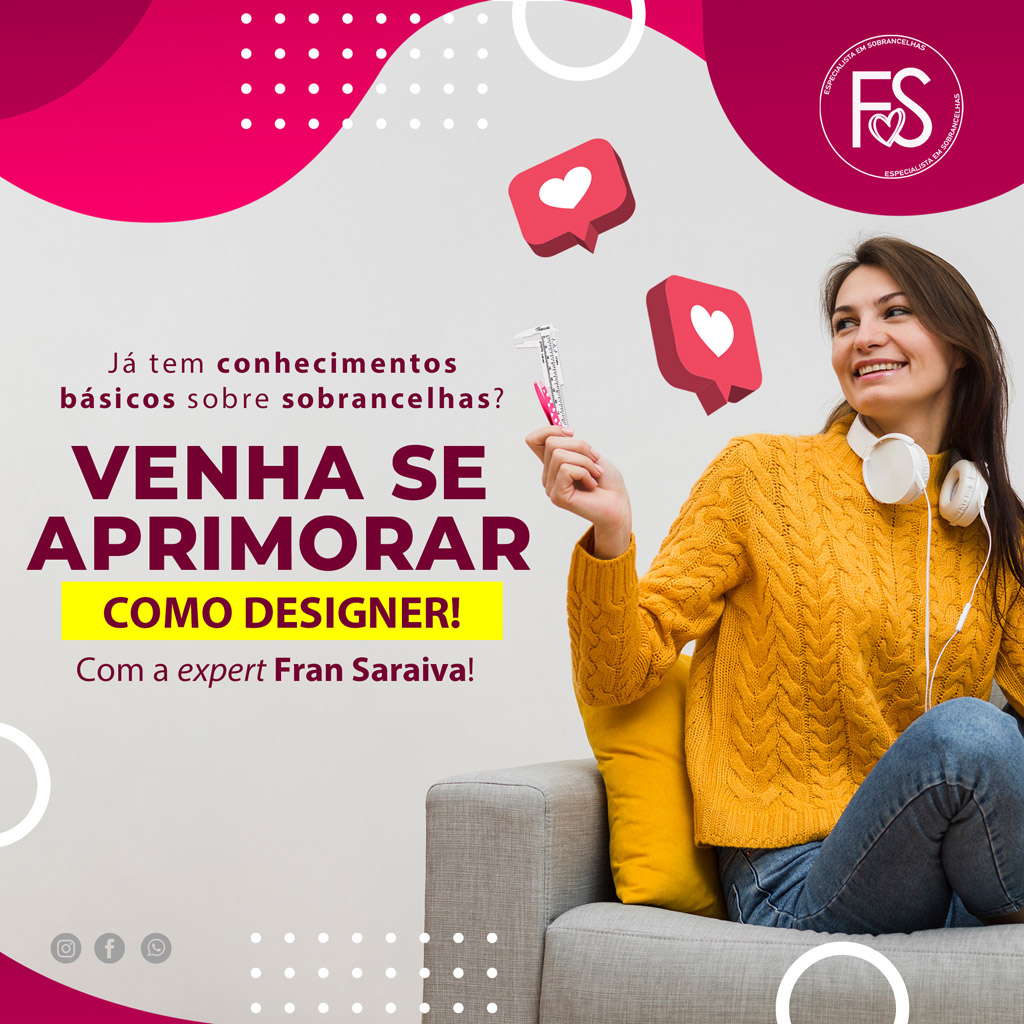 ESPECIALISTA EM SOBRANCELHAS
FS
ESPECIALISTA EM SOBRANCELHAS
Já tem conhecimentos
básicos sobre sobrancelhas?
VENHA SE
APRIMORAR
COMO DESIGNER!
Com a expert Fran Saraiva!